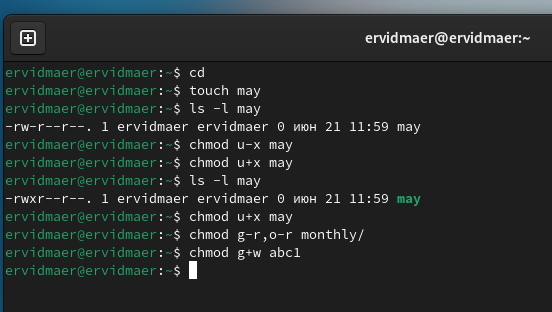 ervidmaer@ervidmaer:~
ervidmaer@ervidmaer:~$ cd
ervidmaer@ervidmaer:~$ touch may
ervidmaer@ervidmaer:~$ ls -l may
-rw-r--r--. 1 ervidmaer ervidmaer 0 июн 21 11:59 may
ervidmaer@ervidmaer:~$ chmod u-x may
ervidmaer@ervidmaer:~$ chmod u+x may
ervidmaer@ervidmaer:~$ ls -l may
-rwxr--r--. 1 ervidmaer ervidmaer 0 июн 21 11:59 may
ervidmaer@ervidmaer:~$ chmod u+x may
ervidmaer@ervidmaer:~$ chmod g-r,o-r monthly/
ervidmaer@ervidmaer:~$ chmod g+w abc1
ervidmaer@ervidmaer:~$